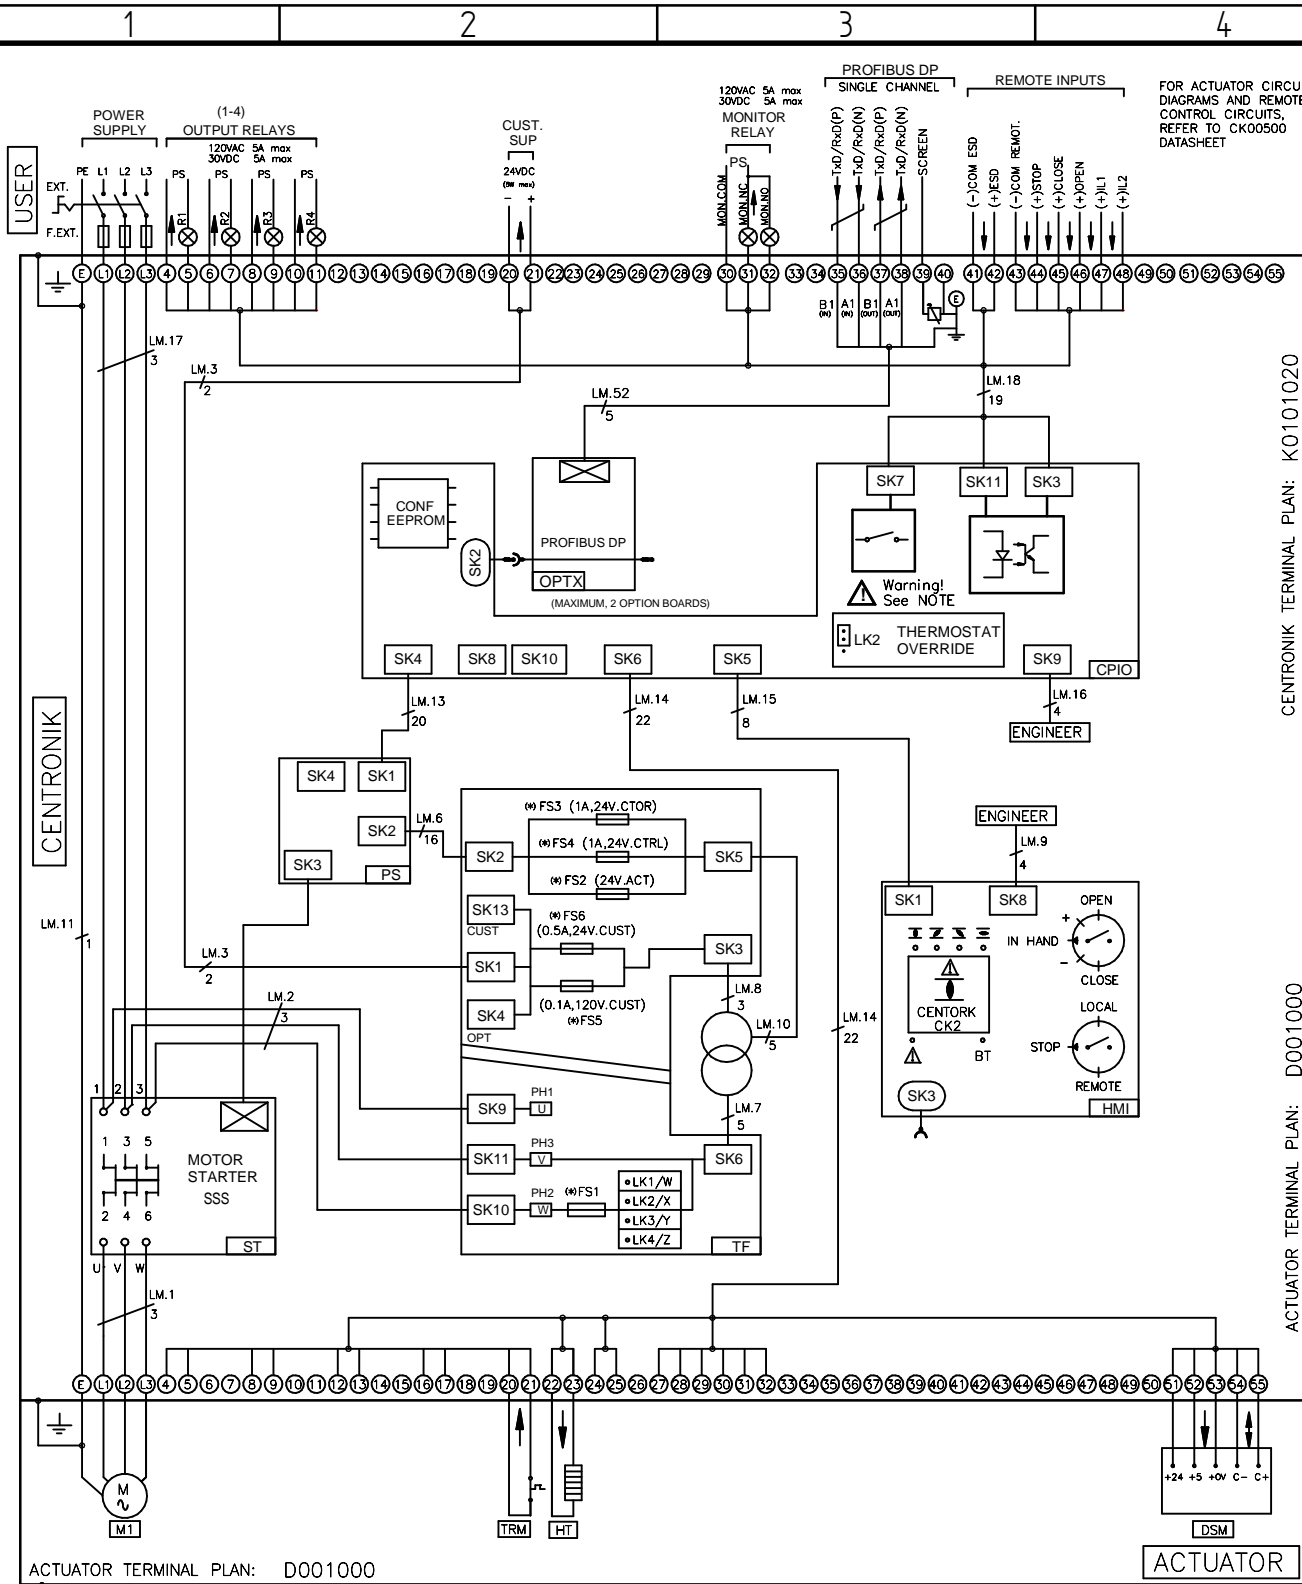 1 2 3 4
POWER
SUPPLY
(1-4)
OUTPUT RELAYS
120VAC 5A max
30VDC 5A max
CUST.
SUP
24VDC
(5W max)
- +
120VAC 5A max
30VDC 5A max
MONITOR
RELAY
PS
PROFIBUS DP
SINGLE CHANNEL
REMOTE INPUTS
FOR ACTUATOR CIRCU
DIAGRAMS AND REMOTE
CONTROL CIRCUITS,
REFER TO CK00500
DATASHEET
USER
EXT.
F.EXT.
PE L1 L2 L3
PS PS PS PS
R1 R2 R3 R4
MON.COM
MON.NC
MON.NO
TxD/RxD(P)
TxD/RxD(N)
TxD/RxD(P)
TxD/RxD(N)
SCREEN
(-)COM ESD
(+)ESD
(-)COM REMOT.
(+)STOP
(+)CLOSE
(+)OPEN
(+)IL1
(+)IL2
E L1 L2 L3 4 5 6 7 8 9 10 11 12 13 14 15 16 17 18 19 20 21 22 23 24 25 26 27 28 29 30 31 32 33 34 35 36 37 38 39 40 41 42 43 44 45 46 47 48 49 50 51 52 53 54 55
B1 A1 B1 A1
(IN) (IN) (OUT) (OUT)
E
LM.17
3
LM.3
2
LM.52
5
LM.18
19
CENTRONIK TERMINAL PLAN: K0101020
CONF
EEPROM
SK2
PROFIBUS DP
OPTX
(MAXIMUM, 2 OPTION BOARDS)
SK7 SK11 SK3
Warning!
See NOTE
LK2
THERMOSTAT
OVERRIDE
SK4 SK8 SK10 SK6 SK5 SK9
CPIO
LM.13
20
LM.14
22
LM.15
8
LM.16
4
ENGINEER
CENTRONIK
SK4 SK1
SK2
SK3
PS
LM.6
16
(*) FS3 (1A,24V.CTOR)
(*) FS4 (1A,24V.CTRL)
(*) FS2 (24V.ACT)
SK2 SK5
SK13
CUST
(*) FS6
(0.5A,24V.CUST)
SK1
SK3
SK4
OPT
(0.1A,120V.CUST)
(*)FS5
LM.8
3
LM.10
5
LM.7
5
LM.14
22
ENGINEER
LM.9
4
SK1 SK8
OPEN
+
IN HAND
-
CLOSE
LOCAL
STOP
REMOTE
CENTORK
CK2
BT
SK3
HMI
LM.11
1
LM.3
2
LM.2
3
1 2 3
1 3 5
2 4 6
MOTOR
STARTER
SSS
ST
U V W
SK9
PH1
U
SK11
PH3
V
SK6
SK10
PH2
W
(*)FS1
LK1/W
LK2/X
LK3/Y
LK4/Z
TF
LM.1
3
ACTUATOR TERMINAL PLAN: D001000
E L1 L2 L3 4 5 6 7 8 9 10 11 12 13 14 15 16 17 18 19 20 21 22 23 24 25 26 27 28 29 30 31 32 33 34 35 36 37 38 39 40 41 42 43 44 45 46 47 48 49 50 51 52 53 54 55
M
M1
TRM
HT
+24 +5 +0V C- C+
DSM
ACTUATOR
ACTUATOR TERMINAL PLAN: D001000